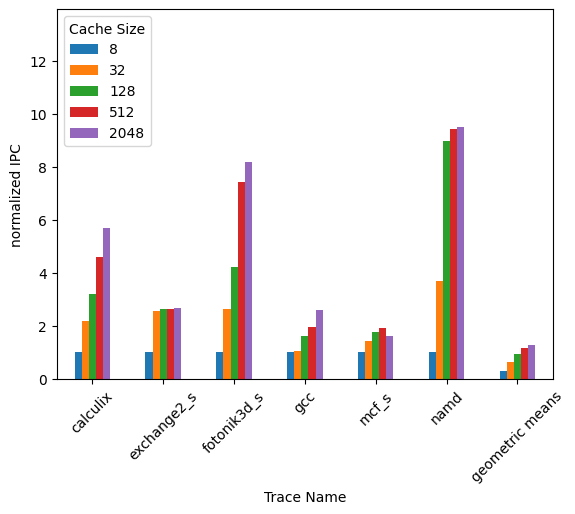 Cache Size
8
32
128
512
2048
normalized IPC
12
10
8
6
4
2
0
calculix
exchange2_s
fotonik3d_s
gcc
mcf_s
namd
geometric means
Trace Name